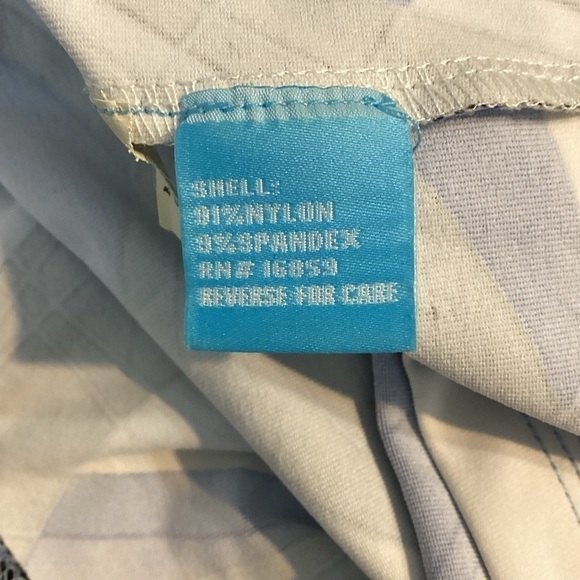 SHELL:
91%NYLON
9%SPANDEX
RN# 16859
REVERSE FOR CARE